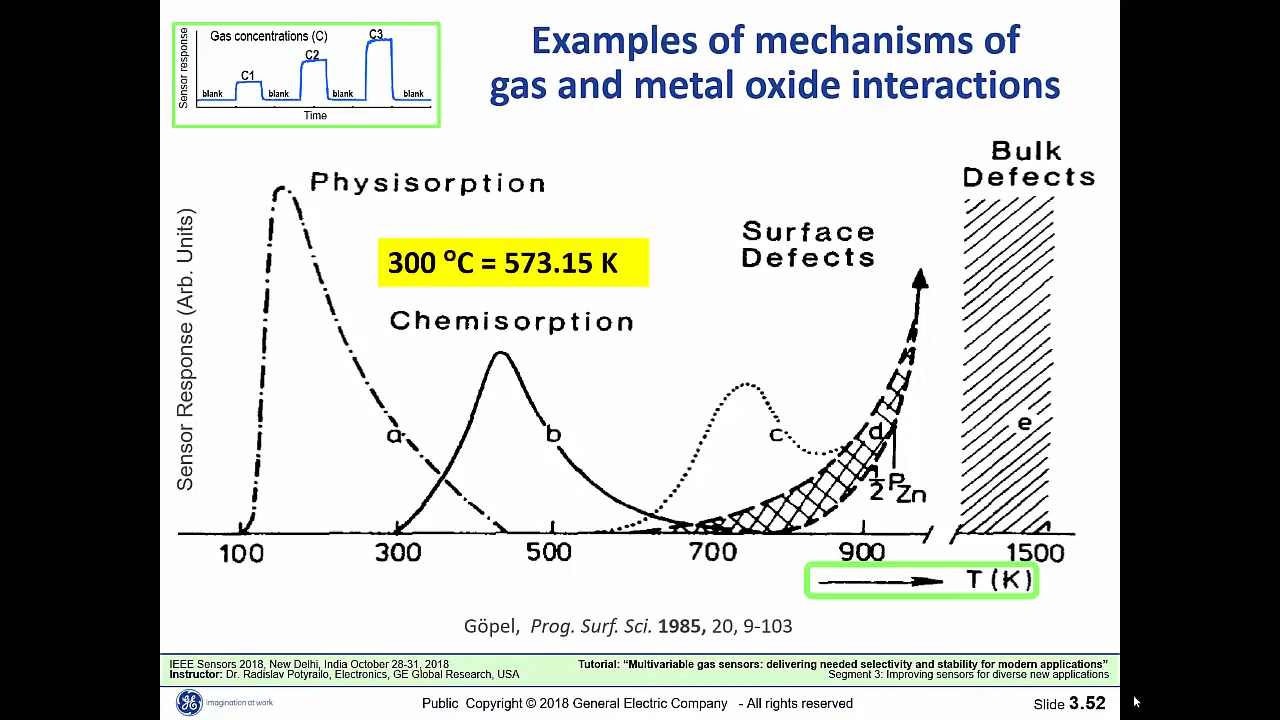 Examples of mechanisms of
gas and metal oxide interactions
Gas concentrations (C)
Sensor response
C1
C2
C3
blank
blank
blank
blank
Time
Bulk
Defects
Physisorption
Surface
Defects
300 °C = 573.15 K
Chemisorption
Sensor Response (Arb. Units)
a
b
c
d
e
½ PZn
100
300
500
700
900
1500
T (K)
Göpel, Prog. Surf. Sci. 1985, 20, 9-103
IEEE Sensors 2018, New Delhi, India October 28-31, 2018
Instructor: Dr. Radislav Potyrailo, Electronics, GE Global Research, USA
Tutorial: “Multivariable gas sensors: delivering needed selectivity and stability for modern applications”
Segment 3: Improving sensors for diverse new applications
imagination at work
Public Copyright © 2018 General Electric Company - All rights reserved
Slide 3.52